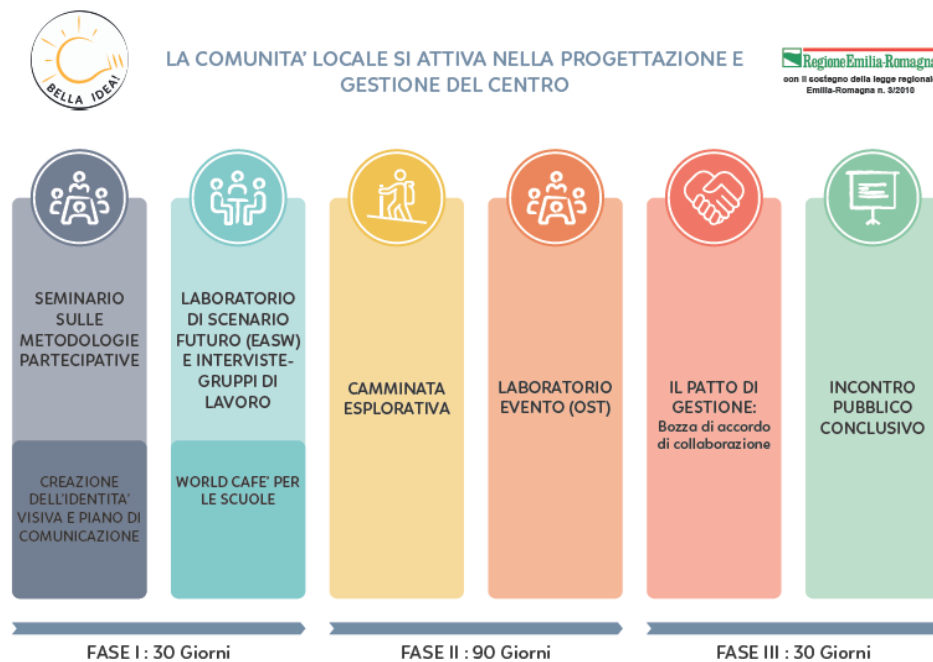 BELLA IDEA!
LA COMUNITA' LOCALE SI ATTIVA NELLA PROGETTAZIONE E
GESTIONE DEL CENTRO
RegioneEmilia-Romagna
con il sostegno della legge regionale
Emilia-Romagna n. 3/2010
SEMINARIO
SULLE
METODOLOGIE
PARTECIPATIVE
CREAZIONE
DELL'IDENTITA'
VISIVA E PIANO DI
COMUNICAZIONE
LABORATORIO
DI SCENARIO
FUTURO (EASW)
E INTERVISTE-
GRUPPI DI
LAVORO
WORLD CAFE' PER
LE SCUOLE
CAMMINATA
ESPLORATIVA
LABORATORIO
EVENTO (OST)
IL PATTO DI
GESTIONE:
Bozza di accordo
di collaborazione
INCONTRO
PUBBLICO
CONCLUSIVO
FASE I : 30 Giorni
FASE II : 90 Giorni
FASE III : 30 Giorni